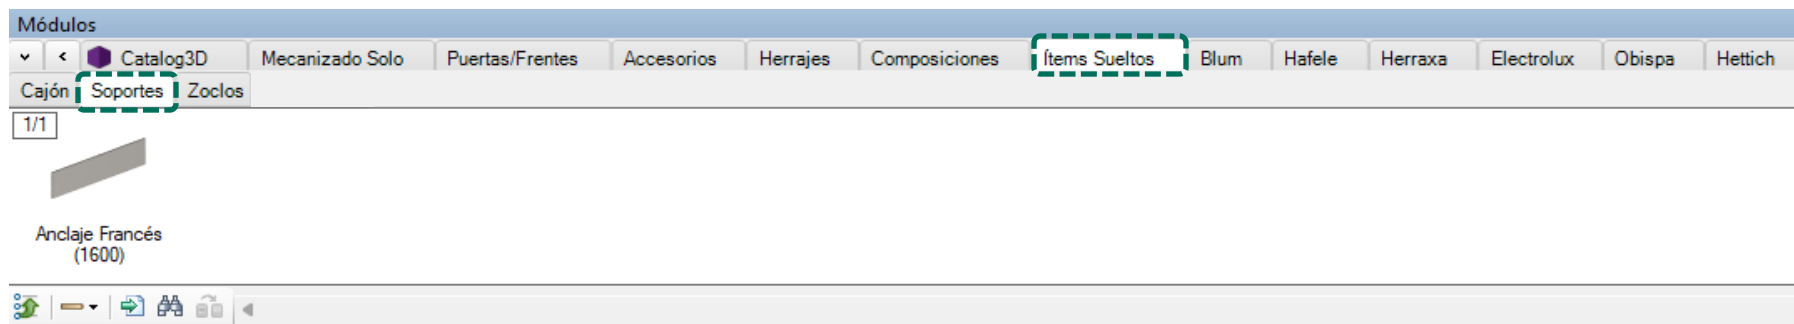 Módulos
Catalog3D Mecanizado Solo Puertas/Frentes Accesorios Herrajes Composiciones Ítems Sueltos Blum Hafele Herraxa Electrolux Obispa Hettich
Cajón Soportes Zoclos
1/1
Anclaje Francés
(1600)